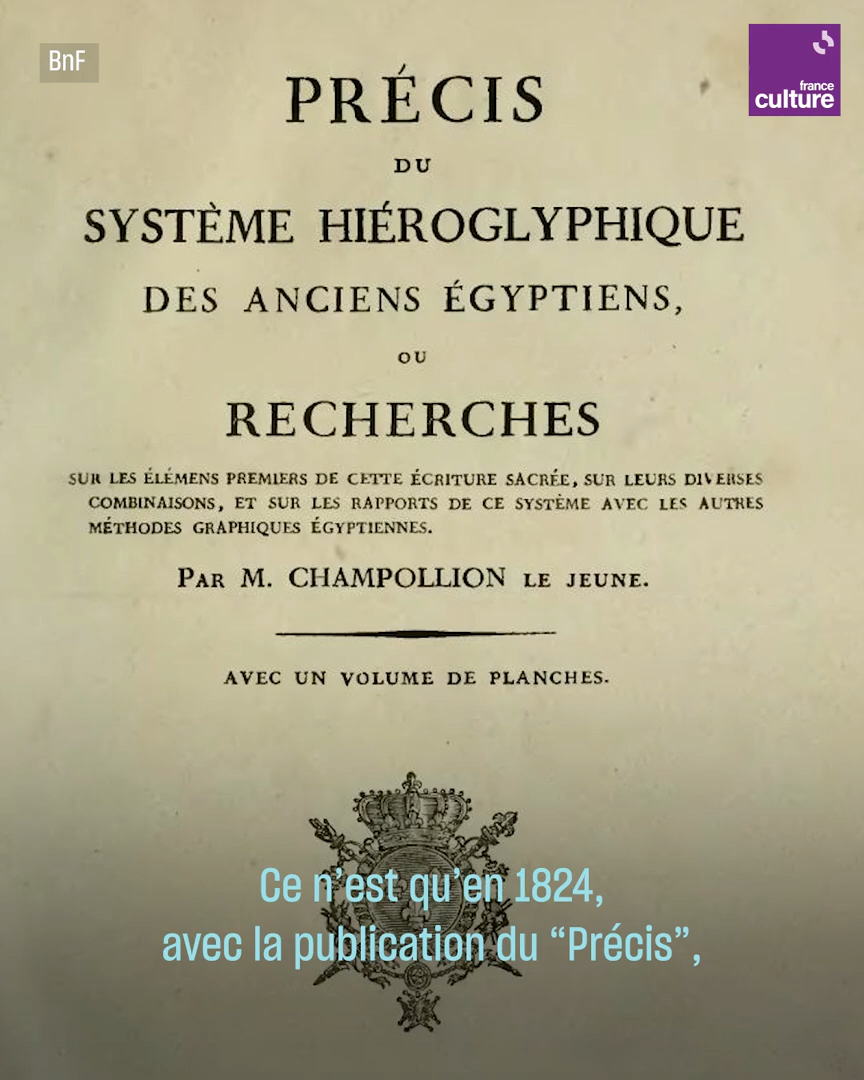 BnF
france
culture
PRÉCIS
DU
SYSTÈME HIÉROGLYPHIQUE
DES ANCIENS ÉGYPTIENS,
OU
RECHERCHES
SUR LES ÉLÉMENS PREMIERS DE CETTE ÉCRITURE SACRÉE, SUR LEURS DIVERSES
COMBINAISONS, ET SUR LES RAPPORTS DE CE SYSTÈME AVEC LES AUTRES
MÉTHODES GRAPHIQUES ÉGYPTIENNES.
PAR M. CHAMPOLLION LE JEUNE.
AVEC UN VOLUME DE PLANCHES.
Ce n’est qu’en 1824,
avec la publication du “Précis”,